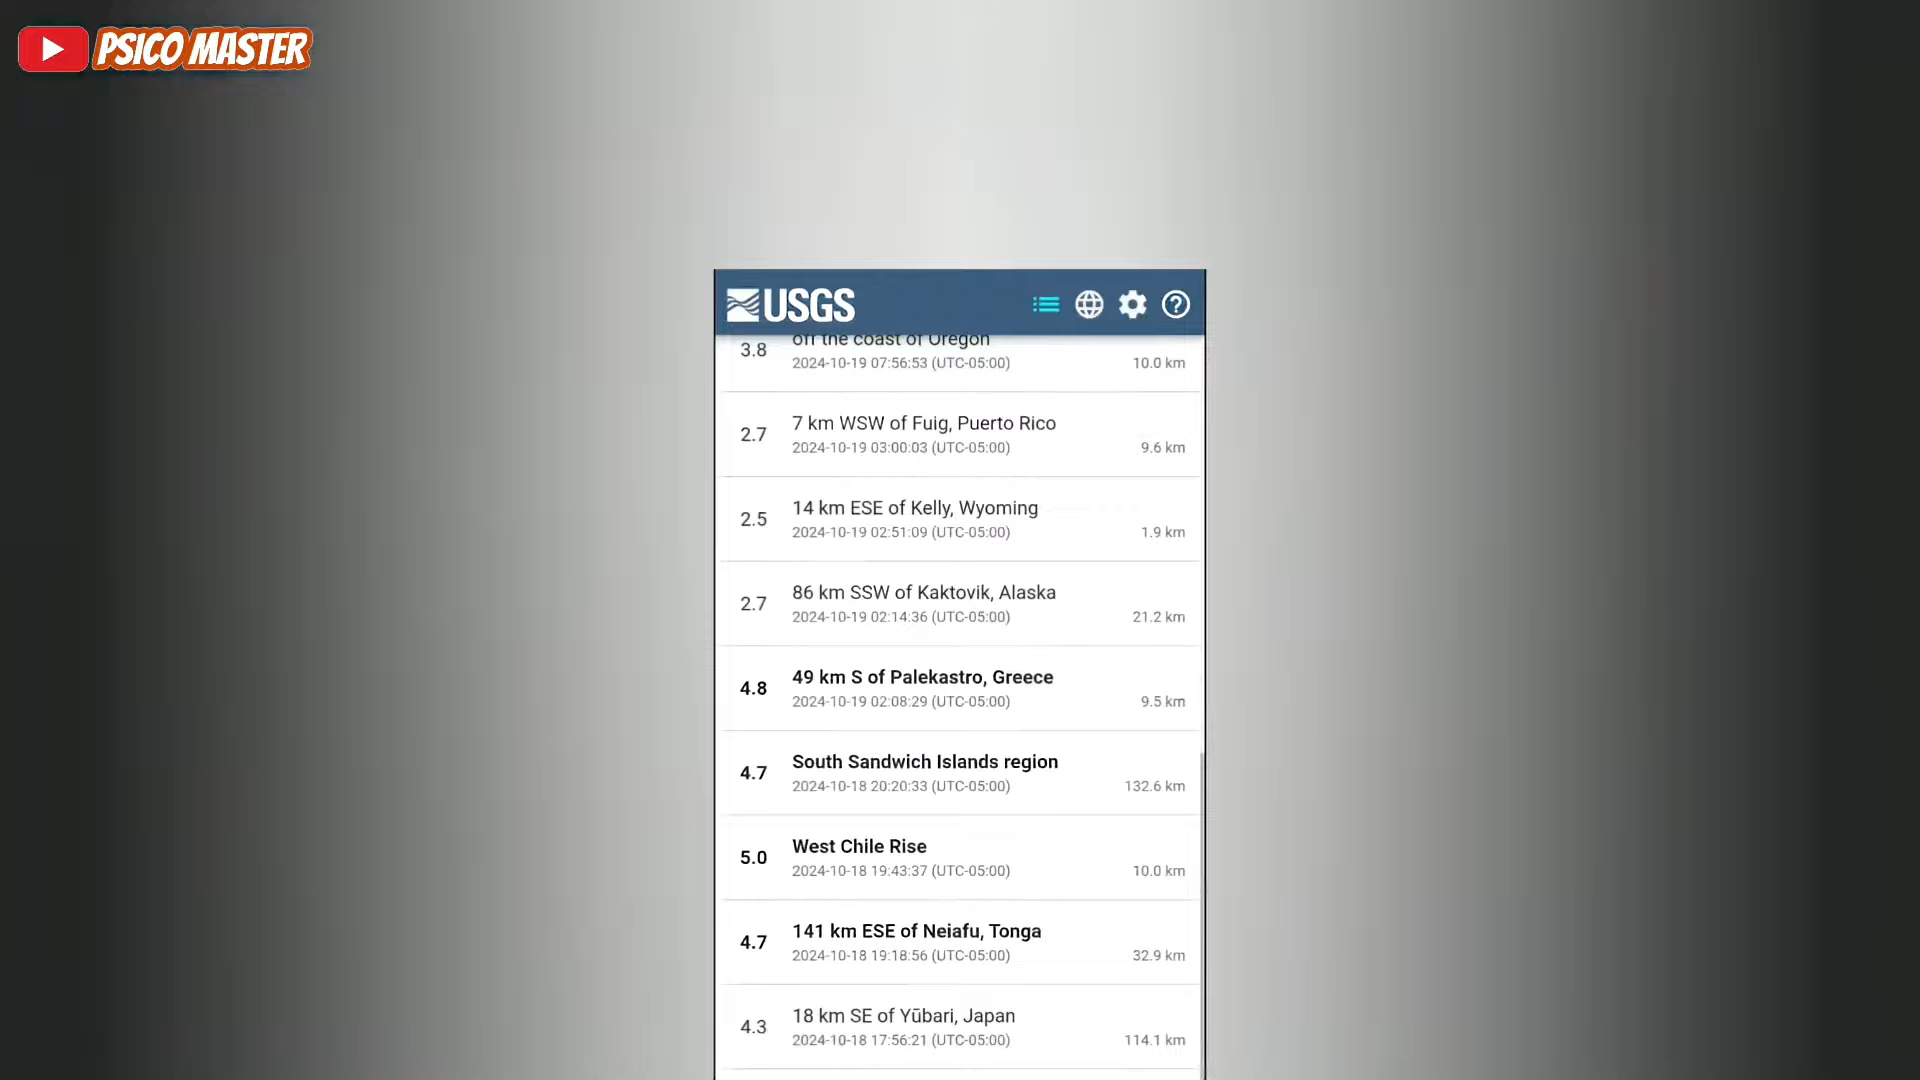 PSICO MASTER
USGS
off the coast of Oregon
3.8
2024-10-19 07:56:53 (UTC-05:00)
10.0 km
7 km WSW of Fuig, Puerto Rico
2.7
2024-10-19 03:00:03 (UTC-05:00)
9.6 km
14 km ESE of Kelly, Wyoming
2.5
2024-10-19 02:51:09 (UTC-05:00)
1.9 km
86 km SSW of Kaktovik, Alaska
2.7
2024-10-19 02:14:36 (UTC-05:00)
21.2 km
49 km S of Palekastro, Greece
4.8
2024-10-19 02:08:29 (UTC-05:00)
9.5 km
South Sandwich Islands region
4.7
2024-10-18 20:20:33 (UTC-05:00)
132.6 km
West Chile Rise
5.0
2024-10-18 19:43:37 (UTC-05:00)
10.0 km
141 km ESE of Neiafu, Tonga
4.7
2024-10-18 19:18:56 (UTC-05:00)
32.9 km
18 km SE of Yūbari, Japan
4.3
2024-10-18 17:56:21 (UTC-05:00)
114.1 km